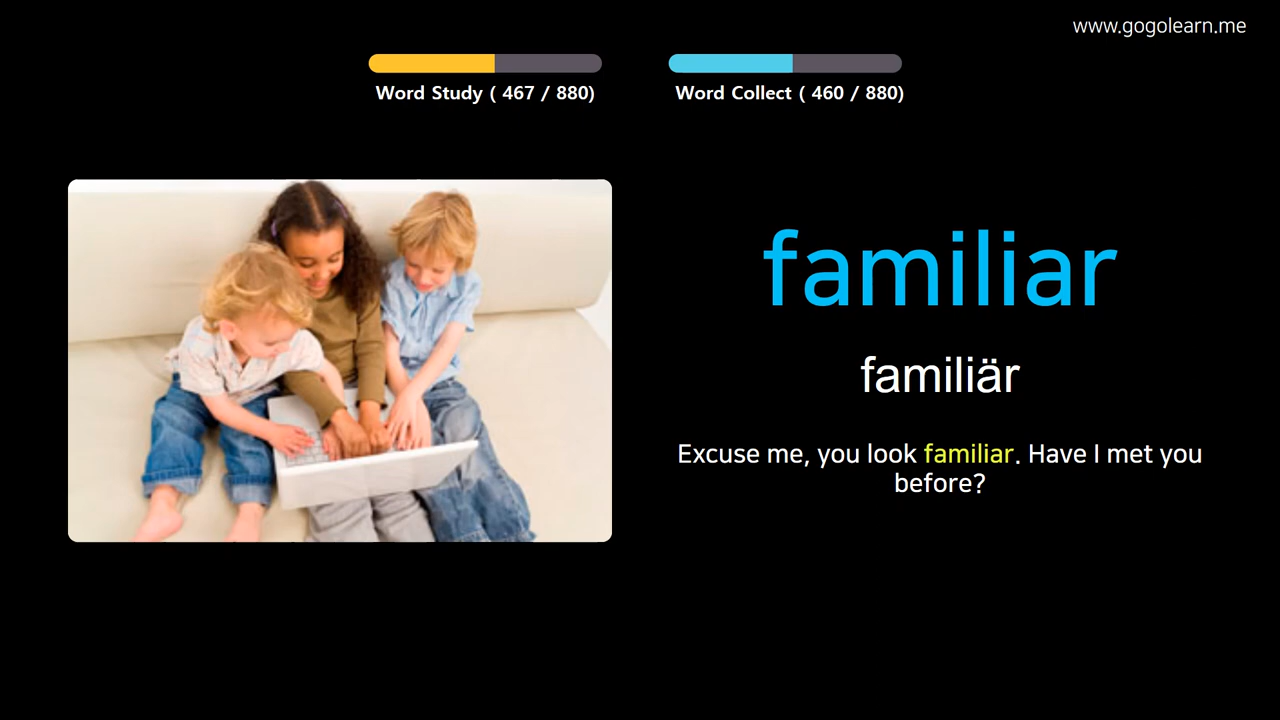 www.gogolearn.me
Word Study ( 467 / 880)
Word Collect ( 460 / 880)
familiar
familiär
Excuse me, you look familiar. Have I met you
before?